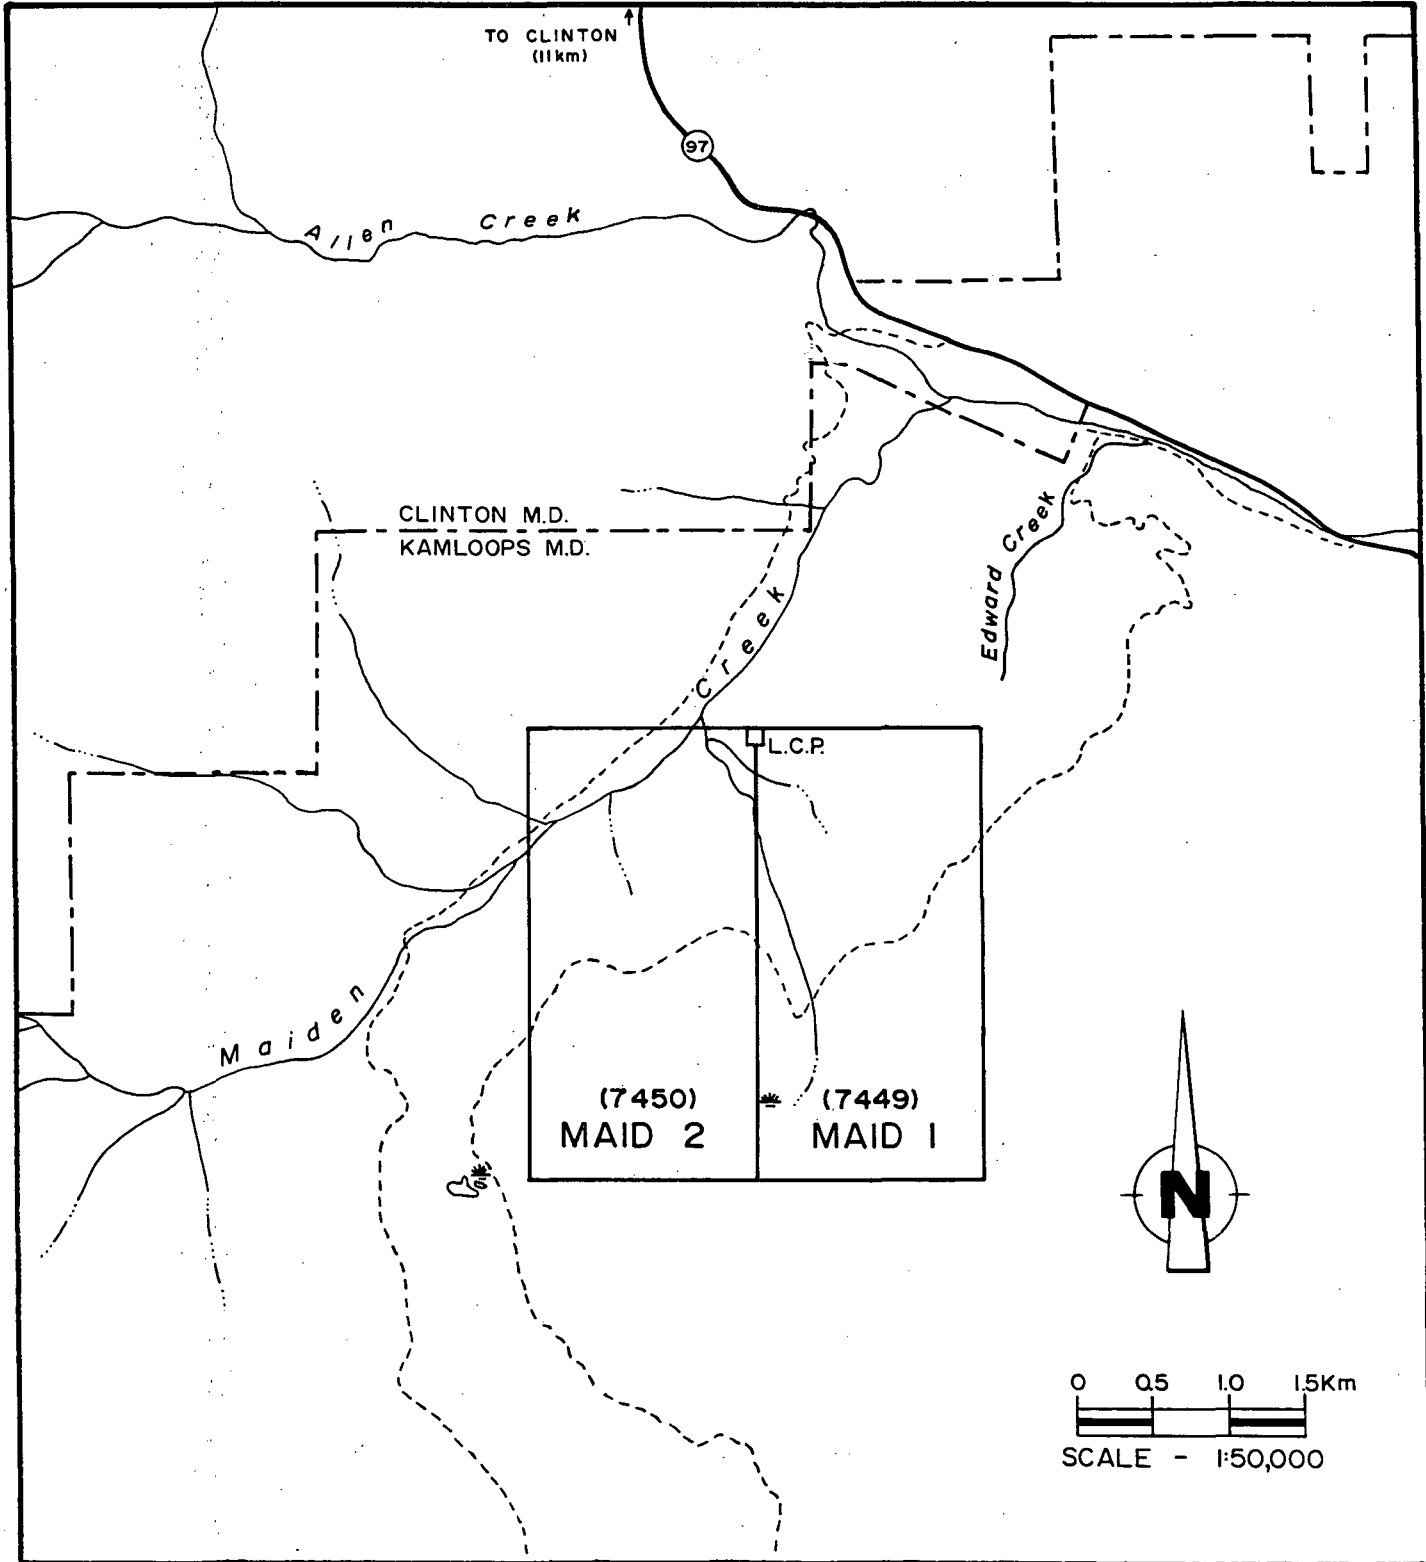 TO CLINTON
(11km)
97
Allen Creek
CLINTON M.D.
KAMLOOPS M.D.
Edward Creek
Maiden Creek
L.C.P.
(7450)
MAID 2
(7449)
MAID 1
N
0 0.5 1.0 1.5Km
SCALE - 1:50,000